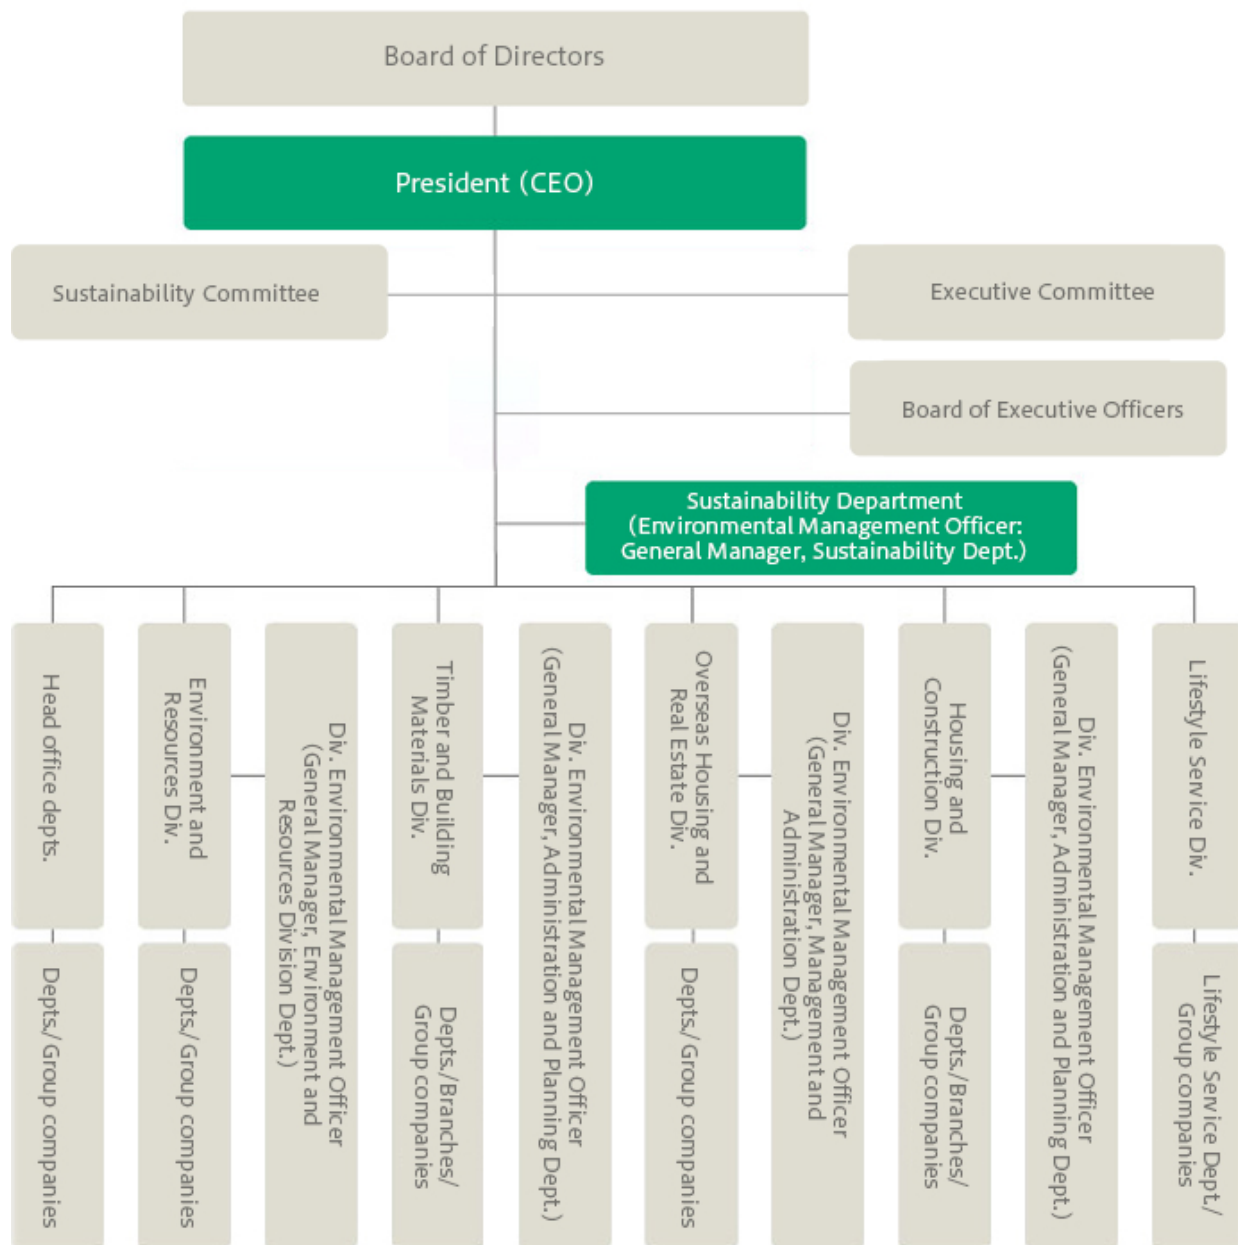 Board of Directors
President (CEO)
Sustainability Committee
Executive Committee
Board of Executive Officers
Sustainability Department
(Environmental Management Officer:
General Manager, Sustainability Dept.)
Head office depts.
Environment and
Resources Div.
Div. Environmental Management Officer
(General Manager, Environment and
Resources Division Dept.)
Timber and Building
Materials Div.
Div. Environmental Management Officer
(General Manager, Administration and Planning Dept.)
Overseas Housing and
Real Estate Div.
Div. Environmental Management Officer
(General Manager, Management and
Administration Dept.)
Housing and
Construction Div.
Div. Environmental Management Officer
(General Manager, Administration and Planning Dept.)
Lifestyle Service Div.
Depts./Group companies
Depts./Group companies
Depts./Branches/
Group companies
Depts./Group companies
Depts./Branches/
Group companies
Lifestyle Service Dept./
Group companies